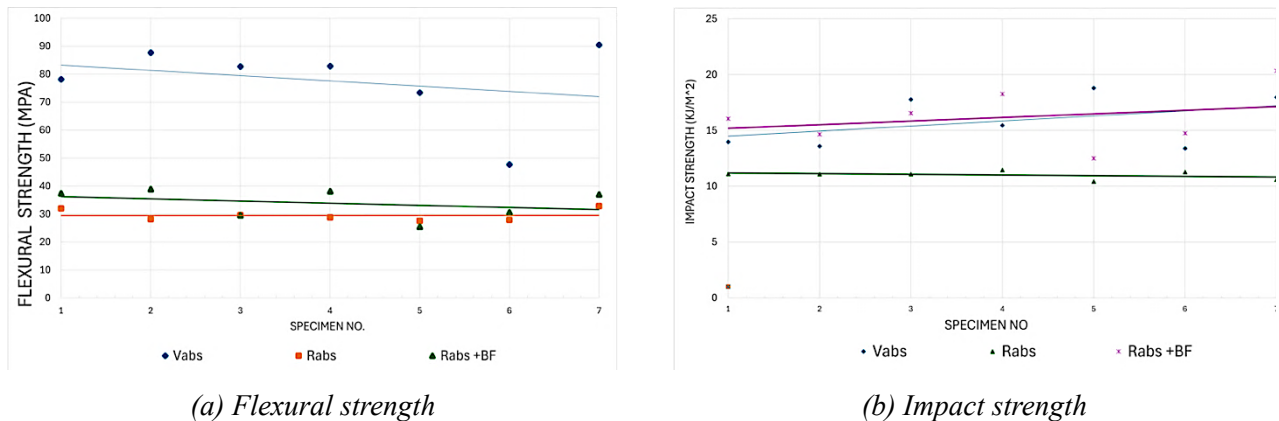 FLEXURAL STRENGTH (MPA)
100
90
80
70
60
50
40
30
20
10
0
1 2 3 4 5 6 7
SPECIMEN NO.
Vabs Rabs Rabs +BF
(a) Flexural strength
IMPACT STRENGTH (KJ/M^2)
25
20
15
10
5
0
1 2 3 4 5 6 7
SPECIMEN NO
Vabs Rabs Rabs +BF
(b) Impact strength